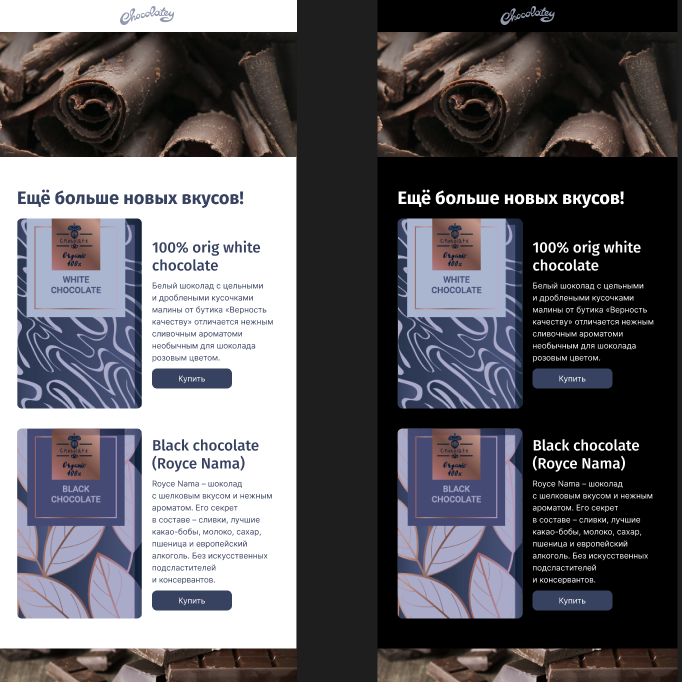 Chocolatey
Ещё больше новых вкусов!
Chocolate
Organic
100%
WHITE
CHOCOLATE
100% orig white
chocolate
Белый шоколад с цельными
и дроблеными кусочками
малины от бутика «Верность
качеству» отличается нежным
сливочным ароматоми
необычным для шоколада
розовым цветом.
Купить
Chocolate
Organic
100%
BLACK
CHOCOLATE
Black chocolate
(Royce Nama)
Royce Nama – шоколад
с шелковым вкусом и нежным
ароматом. Его секрет
в составе – сливки, лучшие
какао-бобы, молоко, сахар,
пшеница и европейский
алкоголь. Без искусственных
подсластителей
и консервантов.
Купить
Chocolatey
Ещё больше новых вкусов!
Chocolate
Organic
100%
WHITE
CHOCOLATE
100% orig white
chocolate
Белый шоколад с цельными
и дроблеными кусочками
малины от бутика «Верность
качеству» отличается нежным
сливочным ароматоми
необычным для шоколада
розовым цветом.
Купить
Chocolate
Organic
100%
BLACK
CHOCOLATE
Black chocolate
(Royce Nama)
Royce Nama – шоколад
с шелковым вкусом и нежным
ароматом. Его секрет
в составе – сливки, лучшие
какао-бобы, молоко, сахар,
пшеница и европейский
алкоголь. Без искусственных
подсластителей
и консервантов.
Купить